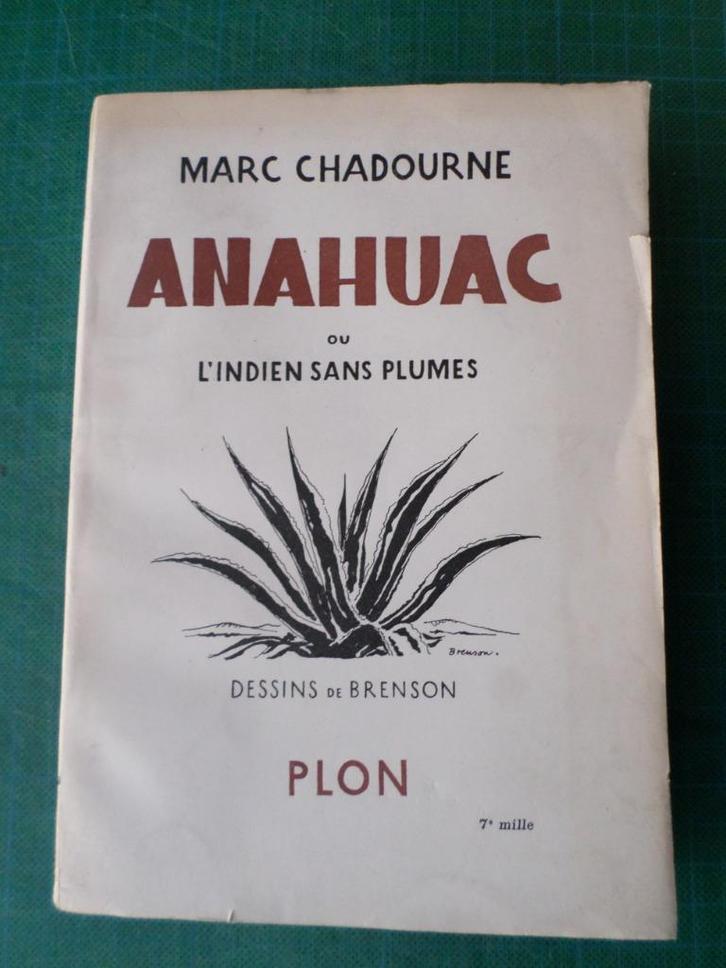 MARC CHADOURNE
ANAHUAC
OU
L'INDIEN SANS PLUMES
Brenson.
DESSINS DE BRENSON
PLON
7e mille